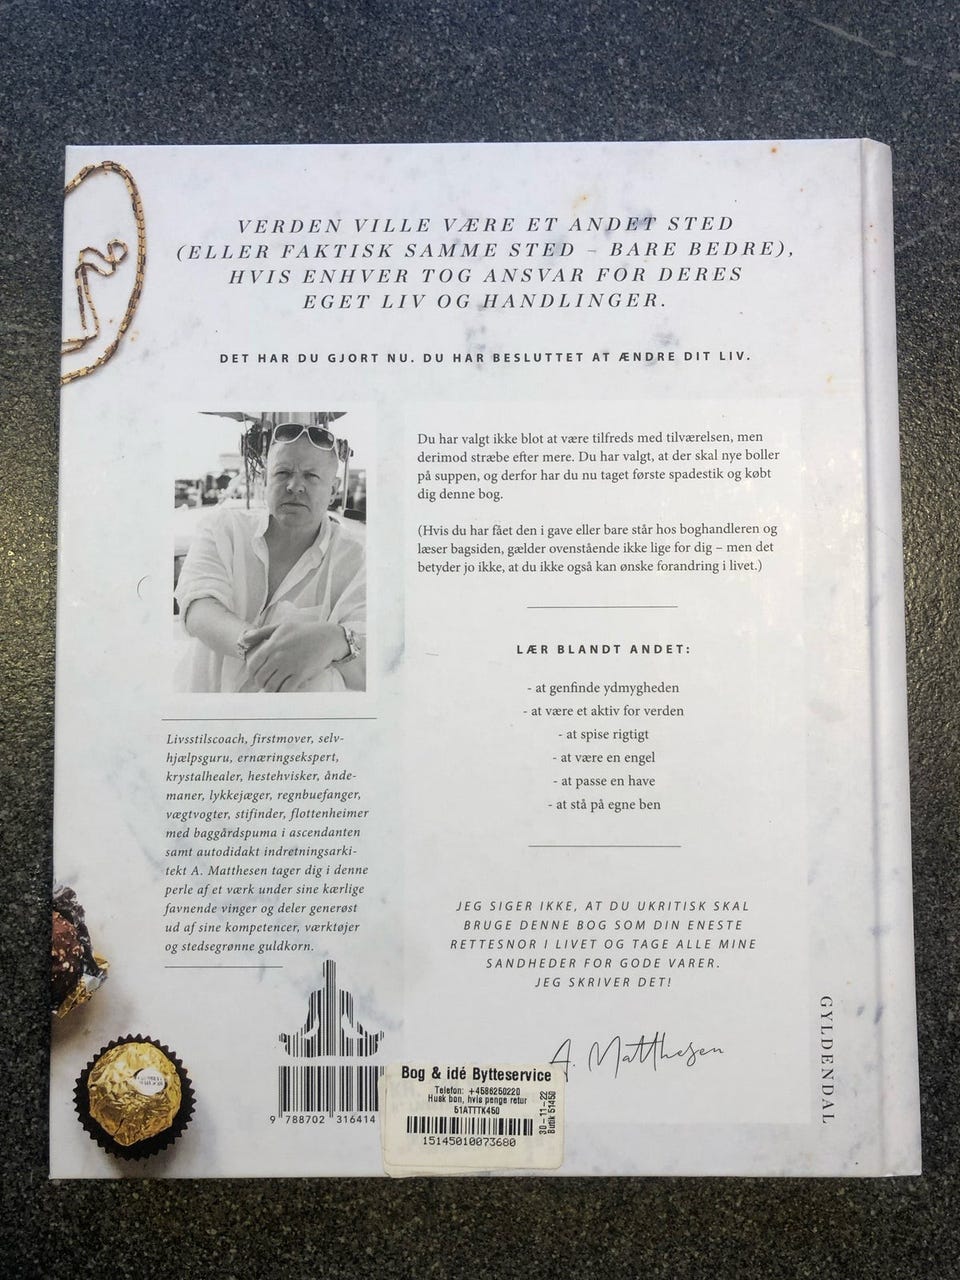 VERDEN VILLE VÆRE ET ANDET STED
(ELLER FAKTISK SAMME STED – BARE BEDRE),
HVIS ENHVER TOG ANSVAR FOR DERES
EGET LIV OG HANDLINGER.
DET HAR DU GJORT NU. DU HAR BESLUTTET AT ÆNDRE DIT LIV.
Du har valgt ikke blot at være tilfreds med tilværelsen, men
derimod stræbe efter mere. Du har valgt, at der skal nye boller
på suppen, og derfor har du nu taget første spadestik og købt
dig denne bog.
(Hvis du har fået den i gave eller bare står hos boghandleren og
læser bagsiden, gælder ovenstående ikke lige for dig – men det
betyder jo ikke, at du ikke også kan ønske forandring i livet.)
LÆR BLANDT ANDET:
- at genfinde ydmygheden
- at være et aktiv for verden
- at spise rigtigt
- at være en engel
- at passe en have
- at stå på egne ben
Livsstilscoach, firstmover, selv-
hjælpsguru, ernæringsekspert,
krystalhealer, hestehvisker, ånde-
maner, lykkejæger, regnbuefanger,
vægtvogter, stifinder, flottenheimer
med baggårdspuma i ascendanten
samt autodidakt indretningsarki-
tekt A. Matthesen tager dig i denne
perle af et værk under sine kærlige
favnende vinger og deler generøst
ud af sine kompetencer, værktøjer
og stedsegrønne guldkorn.
JEG SIGER IKKE, AT DU UKRITISK SKAL
BRUGE DENNE BOG SOM DIN ENESTE
RETTESNOR I LIVET OG TAGE ALLE MINE
SANDHEDER FOR GODE VARER.
JEG SKRIVER DET!
A. Matthesen
GYLDENDAL
9 788702 316414
Bog & idé Bytteservice
Telefon: +4586250220
Husk bon, hvis penge retur
51ATTTK450
15145010073680
30-11-22
Butik 51450